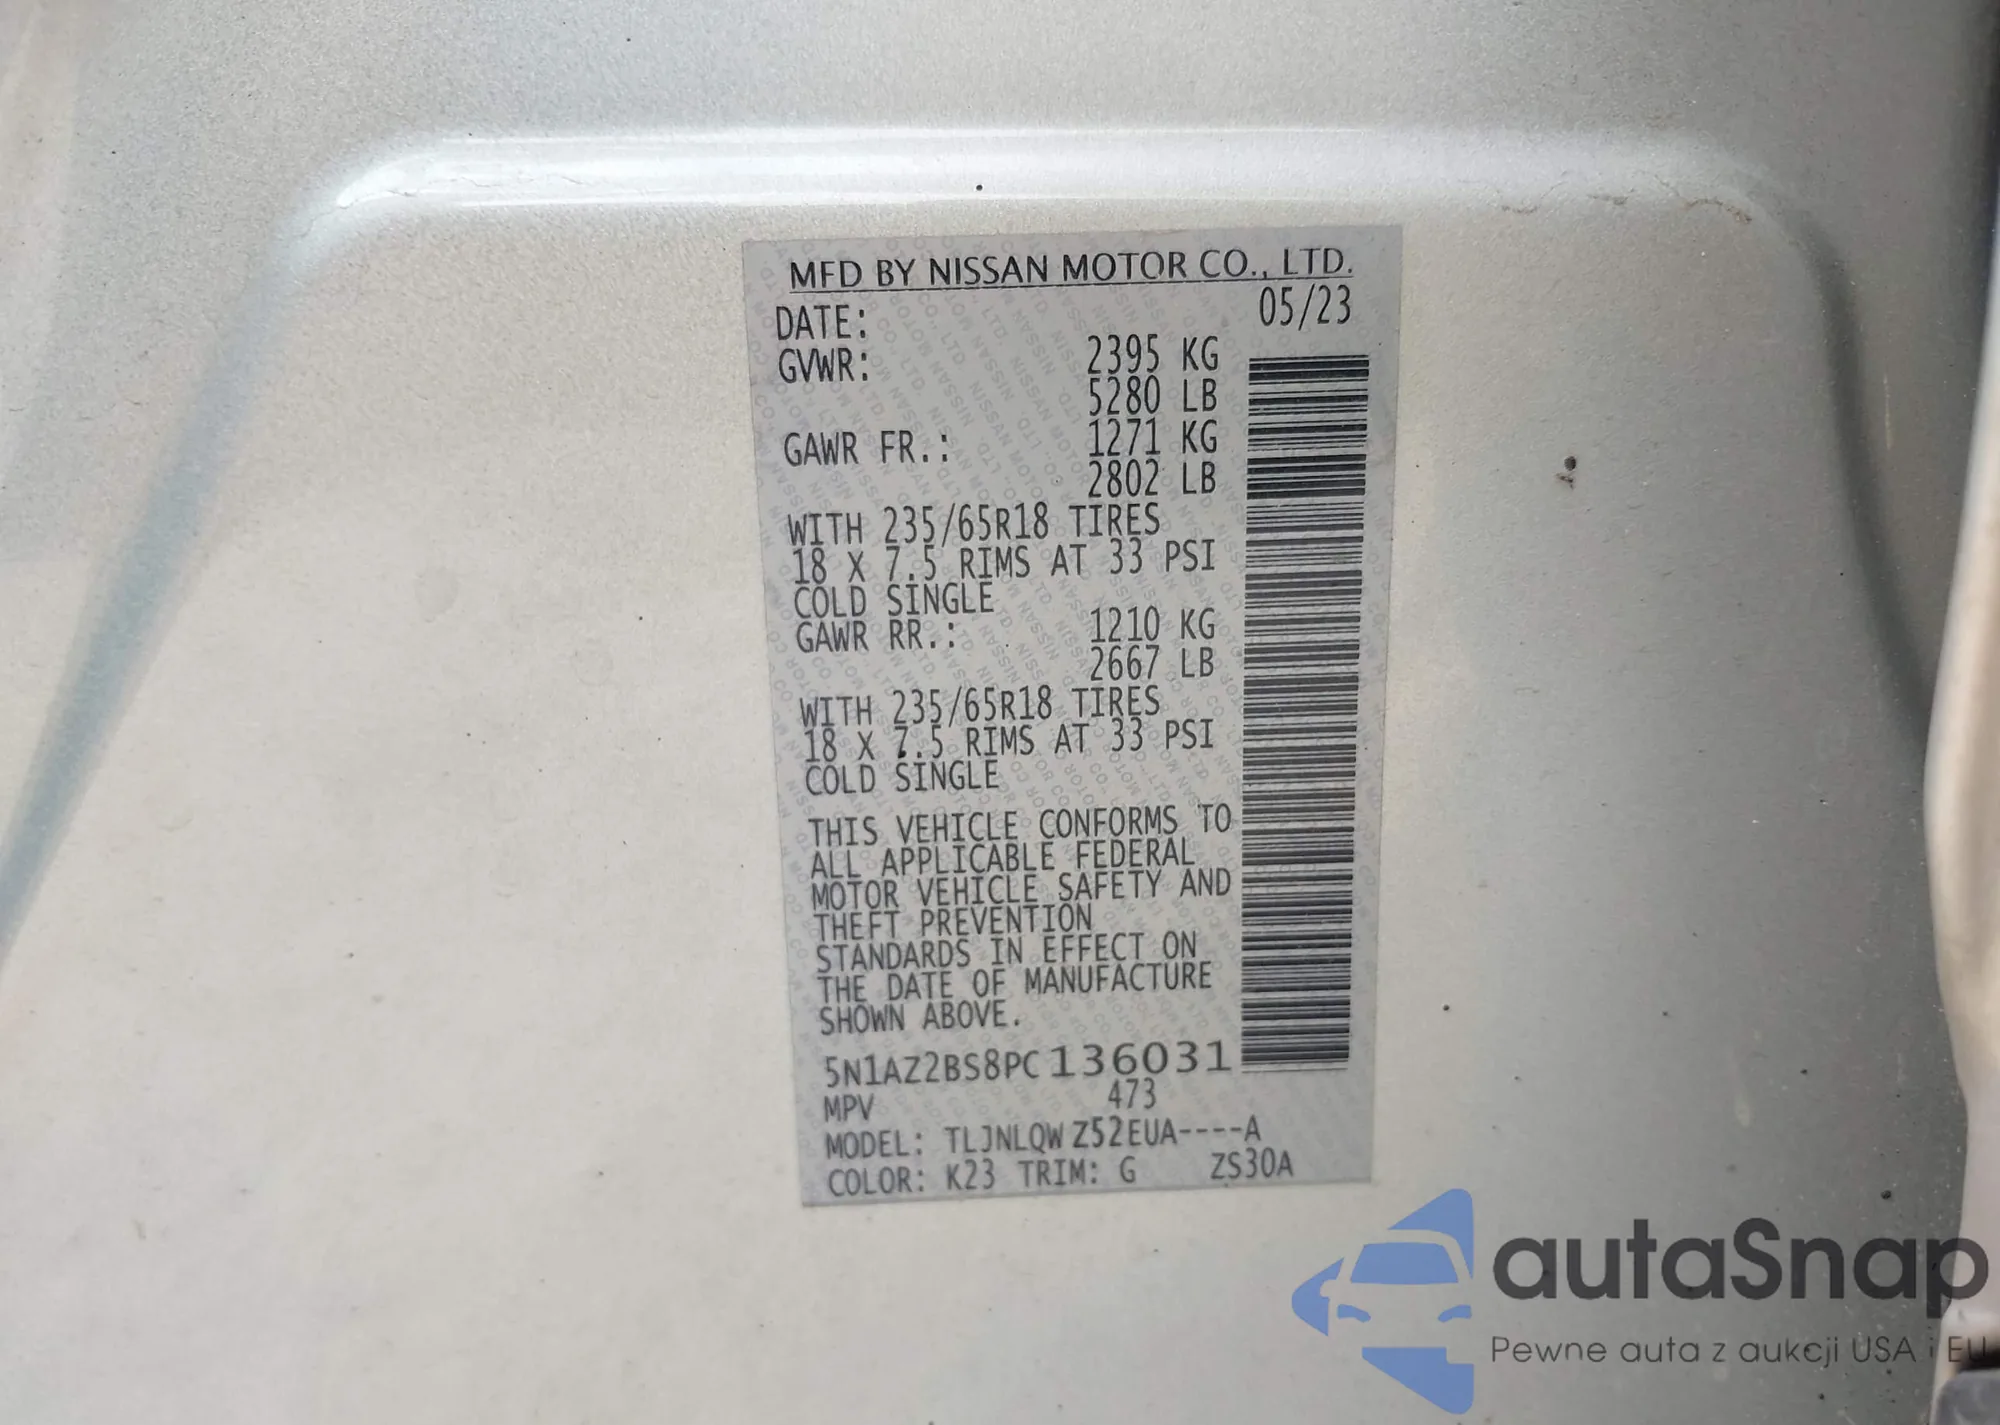 MFD BY NISSAN MOTOR CO., LTD.
DATE: 05/23
GVWR: 2395 KG
5280 LB
GAWR FR.: 1271 KG
2802 LB
WITH 235/65R18 TIRES
18 X 7.5 RIMS AT 33 PSI
COLD SINGLE
GAWR RR.: 1210 KG
2667 LB
WITH 235/65R18 TIRES
18 X 7.5 RIMS AT 33 PSI
COLD SINGLE
THIS VEHICLE CONFORMS TO
ALL APPLICABLE FEDERAL
MOTOR VEHICLE SAFETY AND
THEFT PREVENTION
STANDARDS IN EFFECT ON
THE DATE OF MANUFACTURE
SHOWN ABOVE.
5N1AZ2BS8PC136031
MPV 473
MODEL: TLJNLQW Z52EUA----A
COLOR: K23 TRIM: G ZS30A
autaSnap
Pewne auta z aukcji USA i EU